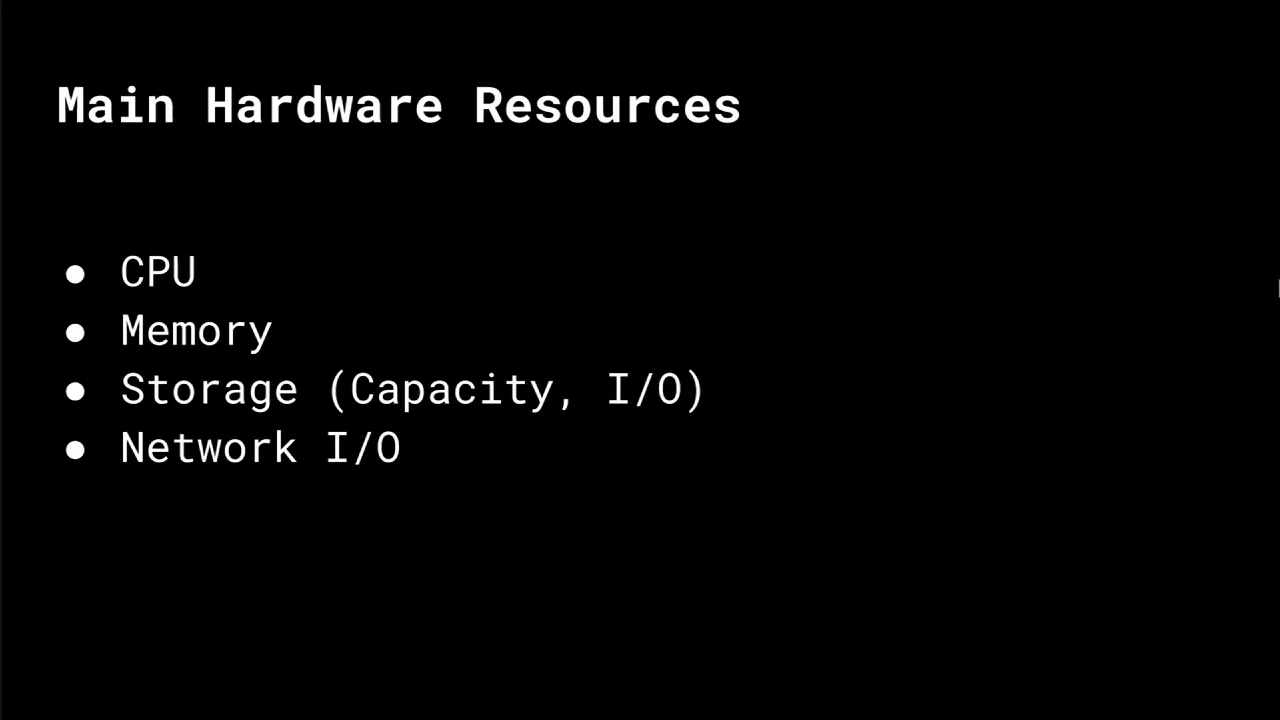 Main Hardware Resources
● CPU
● Memory
● Storage (Capacity, I/O)
● Network I/O